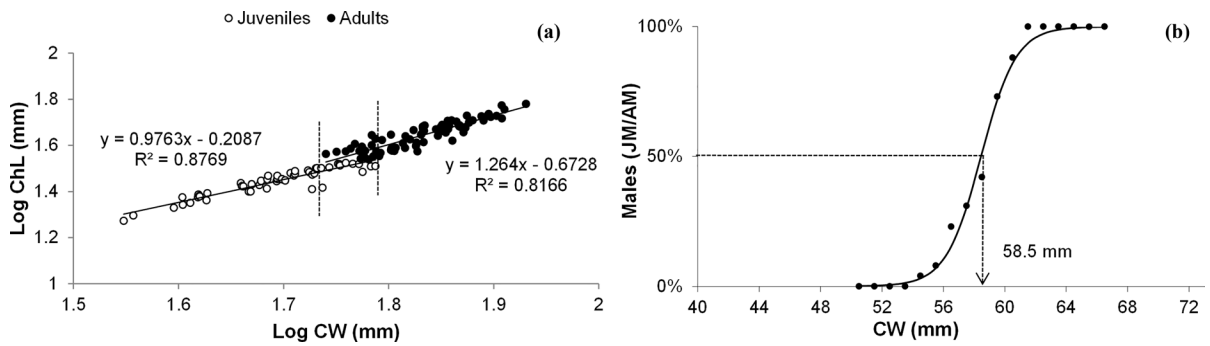 Juveniles Adults
(a)
Log ChL (mm)
2
1.8
1.6
1.4
1.2
1
y = 0.9763x - 0.2087
R² = 0.8769
y = 1.264x - 0.6728
R² = 0.8166
1.5 1.6 1.7 1.8 1.9 2
Log CW (mm)
(b)
Males (JM/AM)
100%
50%
0%
58.5 mm
40 44 48 52 56 60 64 68 72
CW (mm)